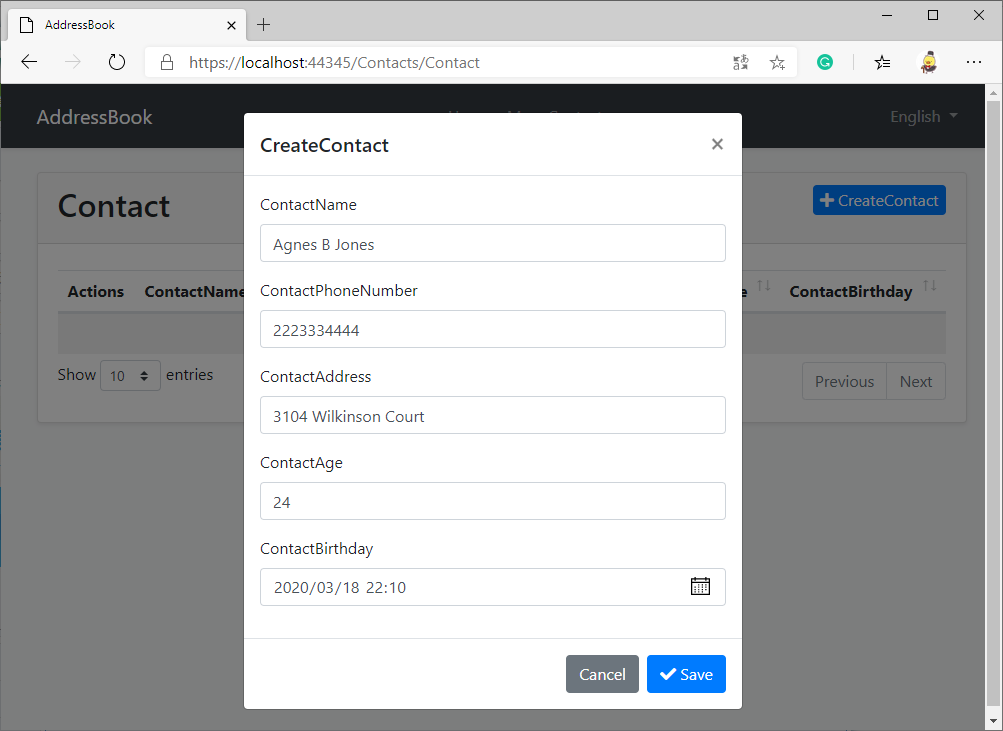 AddressBook
https://localhost:44345/Contacts/Contact
AddressBook
English
Contact
CreateContact
Actions ContactName ContactBirthday
Show 10 entries
Previous Next
CreateContact
ContactName
Agnes B Jones
ContactPhoneNumber
2223334444
ContactAddress
3104 Wilkinson Court
ContactAge
24
ContactBirthday
2020/03/18 22:10
Cancel Save